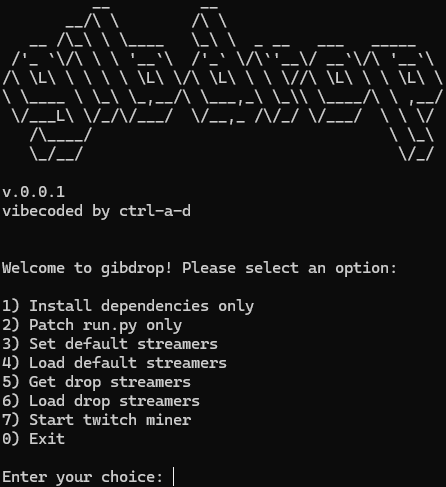 gibdrop
v.0.0.1
vibecoded by ctrl-a-d
Welcome to gibdrop! Please select an option:
1) Install dependencies only
2) Patch run.py only
3) Set default streamers
4) Load default streamers
5) Get drop streamers
6) Load drop streamers
7) Start twitch miner
0) Exit
Enter your choice: